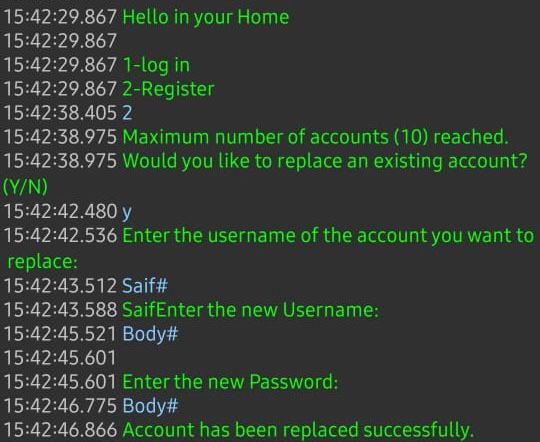 15:42:29.867 Hello in your Home
15:42:29.867
15:42:29.867 1-log in
15:42:29.867 2-Register
15:42:38.405 2
15:42:38.975 Maximum number of accounts (10) reached.
15:42:38.975 Would you like to replace an existing account?
(Y/N)
15:42:42.480 y
15:42:42.536 Enter the username of the account you want to
replace:
15:42:43.512 Saif#
15:42:43.588 SaifEnter the new Username:
15:42:45.521 Body#
15:42:45.601
15:42:45.601 Enter the new Password:
15:42:46.775 Body#
15:42:46.866 Account has been replaced successfully.